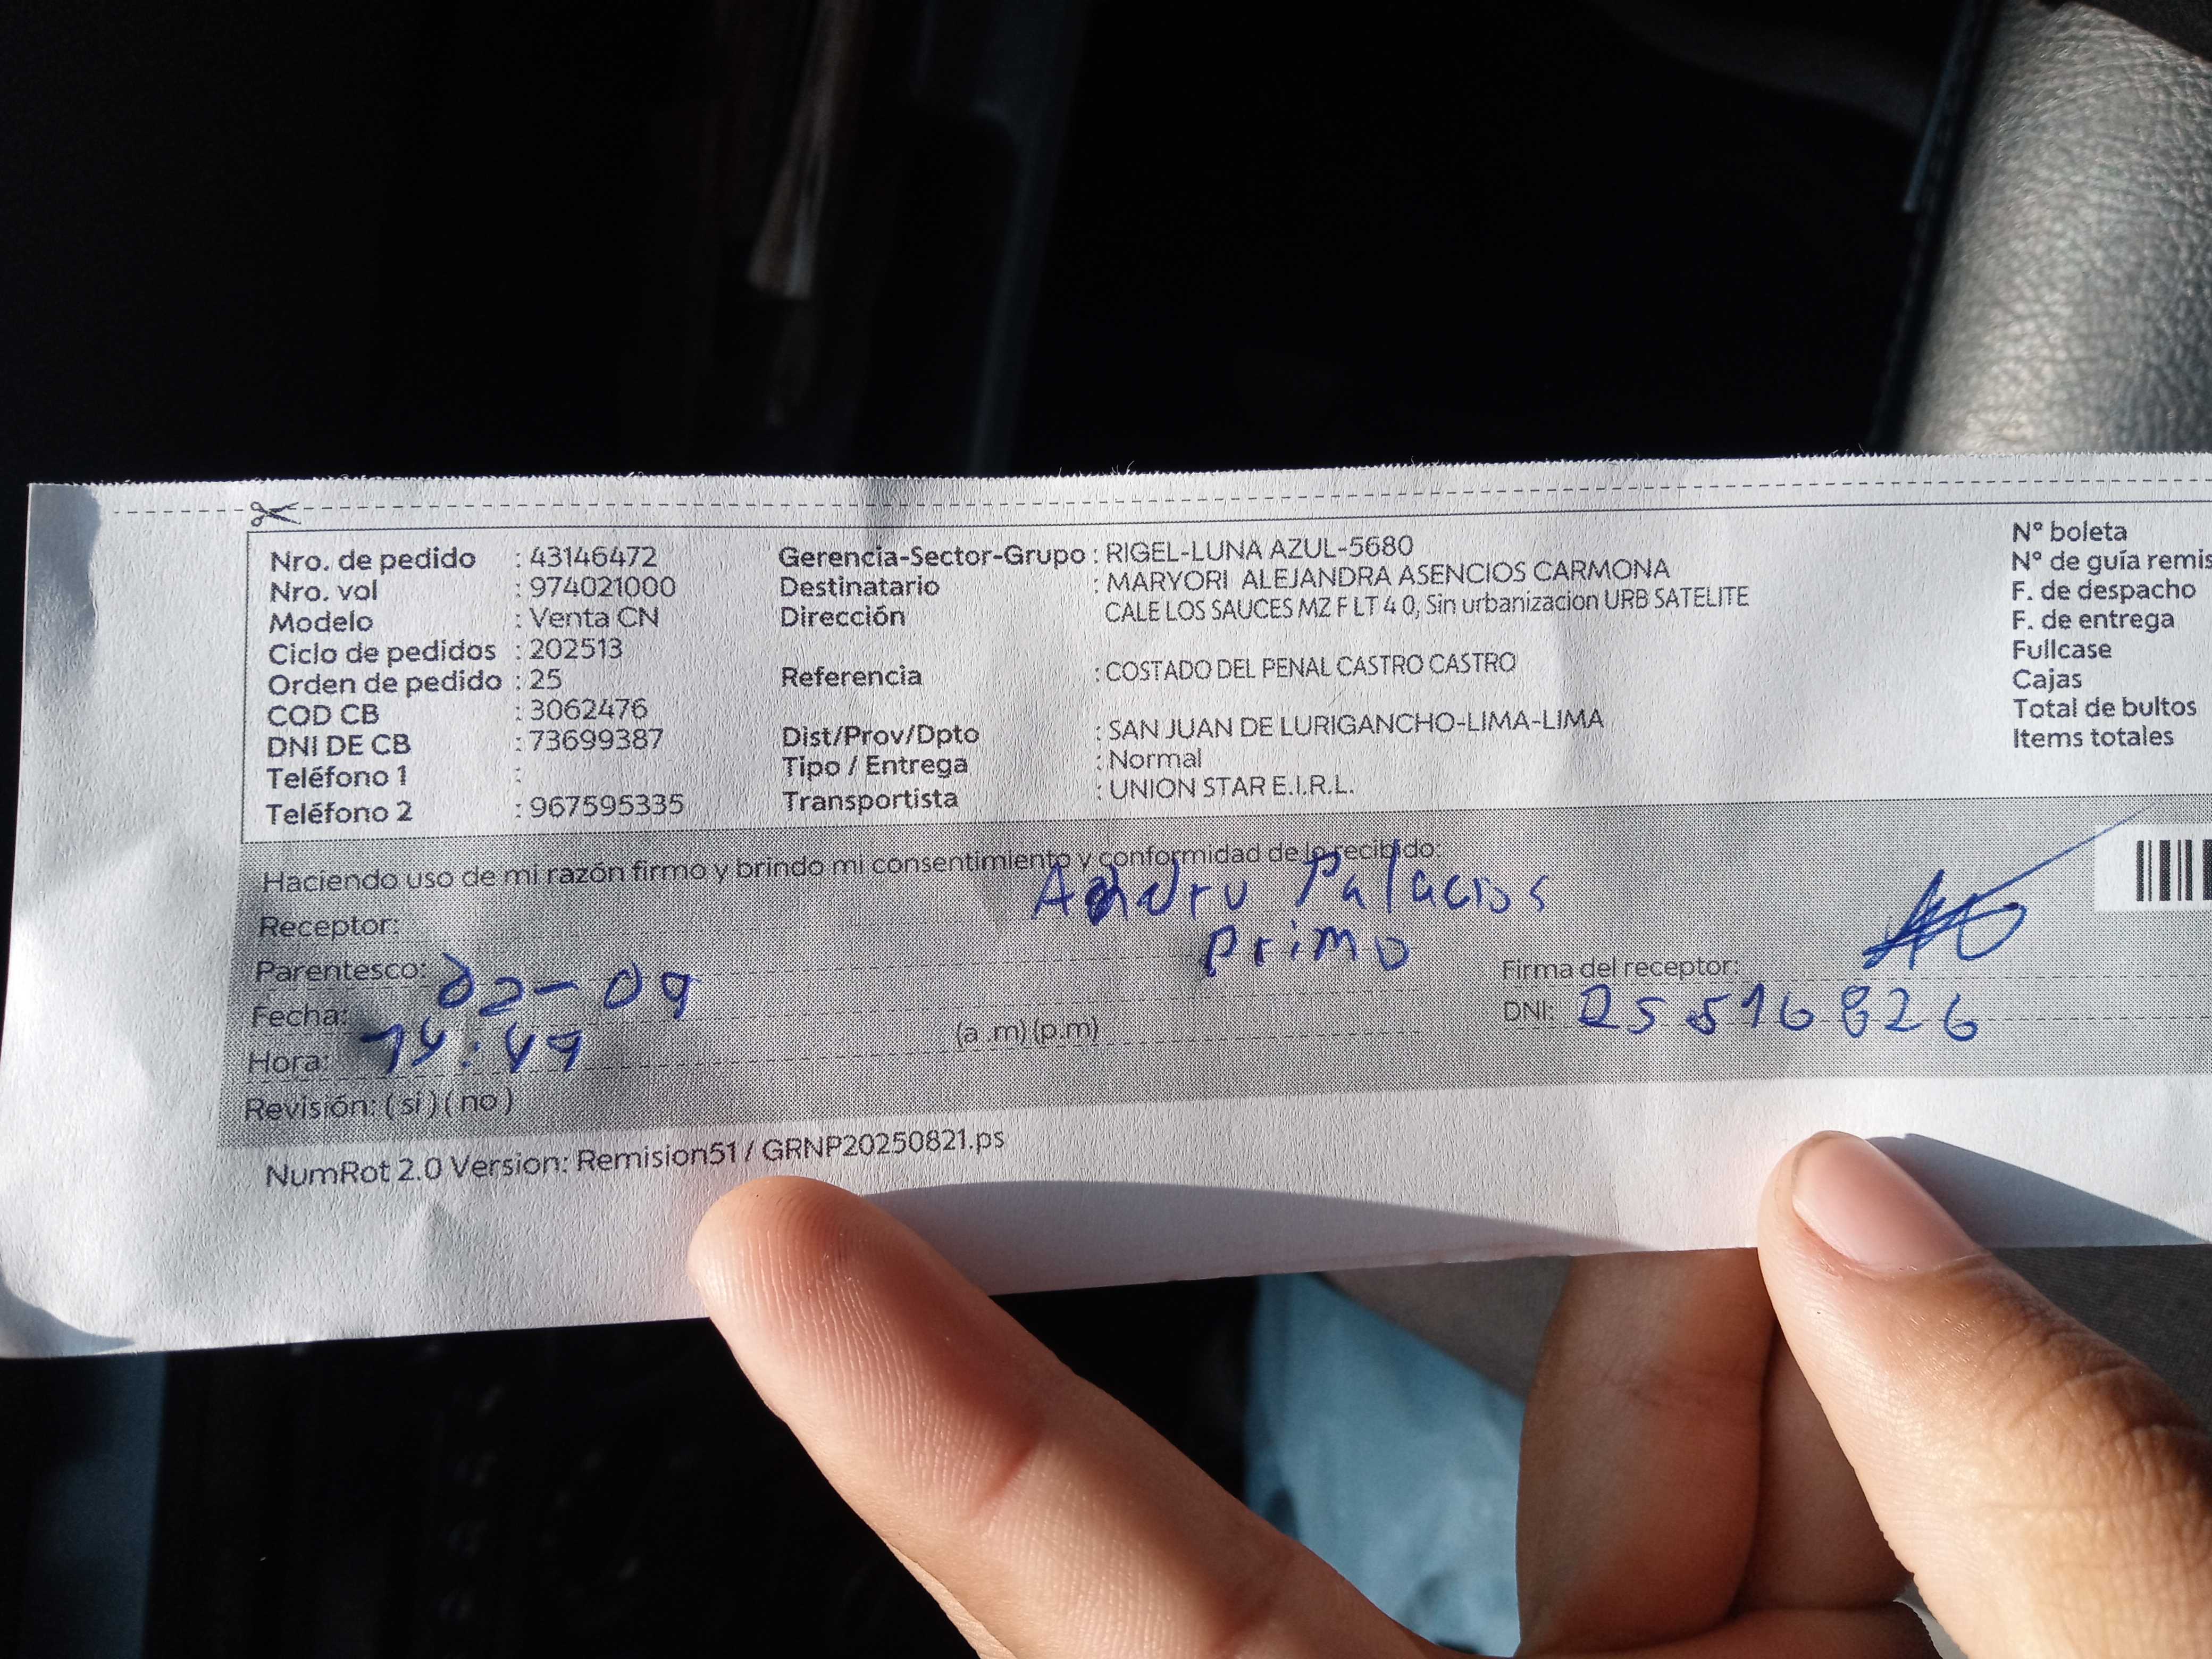 Nro. de pedido : 43146472
Nro. vol : 974021000
Modelo : Venta CN
Ciclo de pedidos : 202513
Orden de pedido : 25
COD CB : 3062476
DNI DE CB : 73699387
Teléfono 1 :
Teléfono 2 : 967595335
Gerencia-Sector-Grupo : RIGEL-LUNA AZUL-5680
Destinatario : MARYORI ALEJANDRA ASENCIOS CARMONA
Dirección CALE LOS SAUCES MZ F LT 4 0, Sin urbanizacion URB SATELITE
Referencia : COSTADO DEL PENAL CASTRO CASTRO
Dist/Prov/Dpto : SAN JUAN DE LURIGANCHO-LIMA-LIMA
Tipo / Entrega : Normal
Transportista : UNION STAR E.I.R.L.
N° boleta
N° de guía remis
F. de despacho
F. de entrega
Fullcase
Cajas
Total de bultos
Items totales
Haciendo uso de mi razón firmo y brindo mi consentimiento y conformidad de lo recibido:
Receptor: Andru Palacios
Parentesco: Primo
Fecha: 02-09
Hora: 14:47 (a .m) (p.m)
Revisión: ( si ) ( no )
Firma del receptor:
DNI: 25516826
NumRot 2.0 Version: Remision51 / GRNP20250821.ps